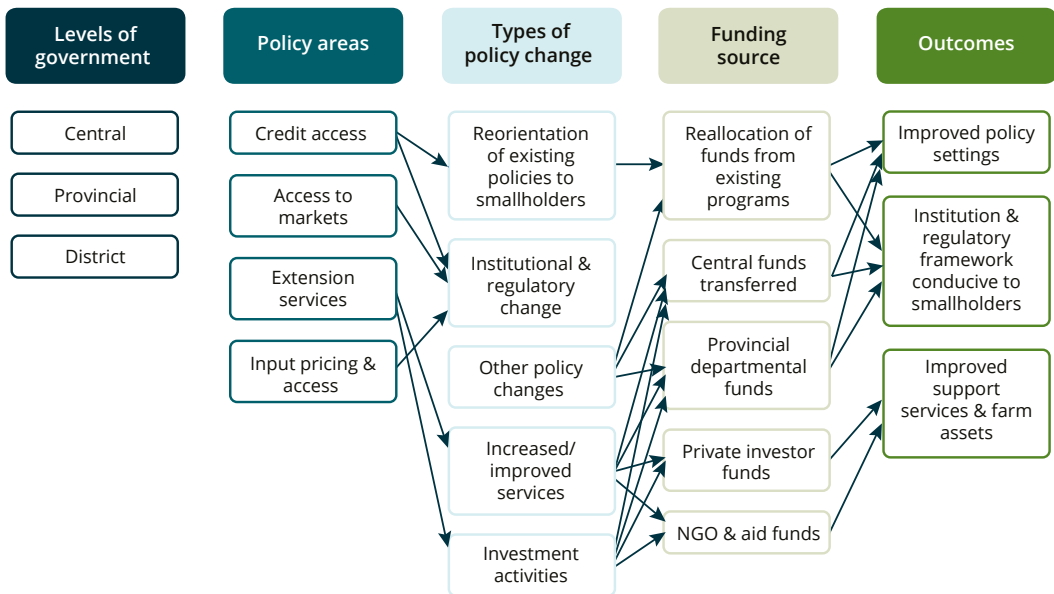 Levels of
government
Policy areas
Types of
policy change
Funding
source
Outcomes
Central
Provincial
District
Credit access
Access to
markets
Extension
services
Input pricing &
access
Reorientation
of existing
policies to
smallholders
Institutional &
regulatory
change
Other policy
changes
Increased/
improved
services
Investment
activities
Reallocation of
funds from
existing
programs
Central funds
transferred
Provincial
departmental
funds
Private investor
funds
NGO & aid funds
Improved policy
settings
Institution &
regulatory
framework
conducive to
smallholders
Improved
support
services & farm
assets